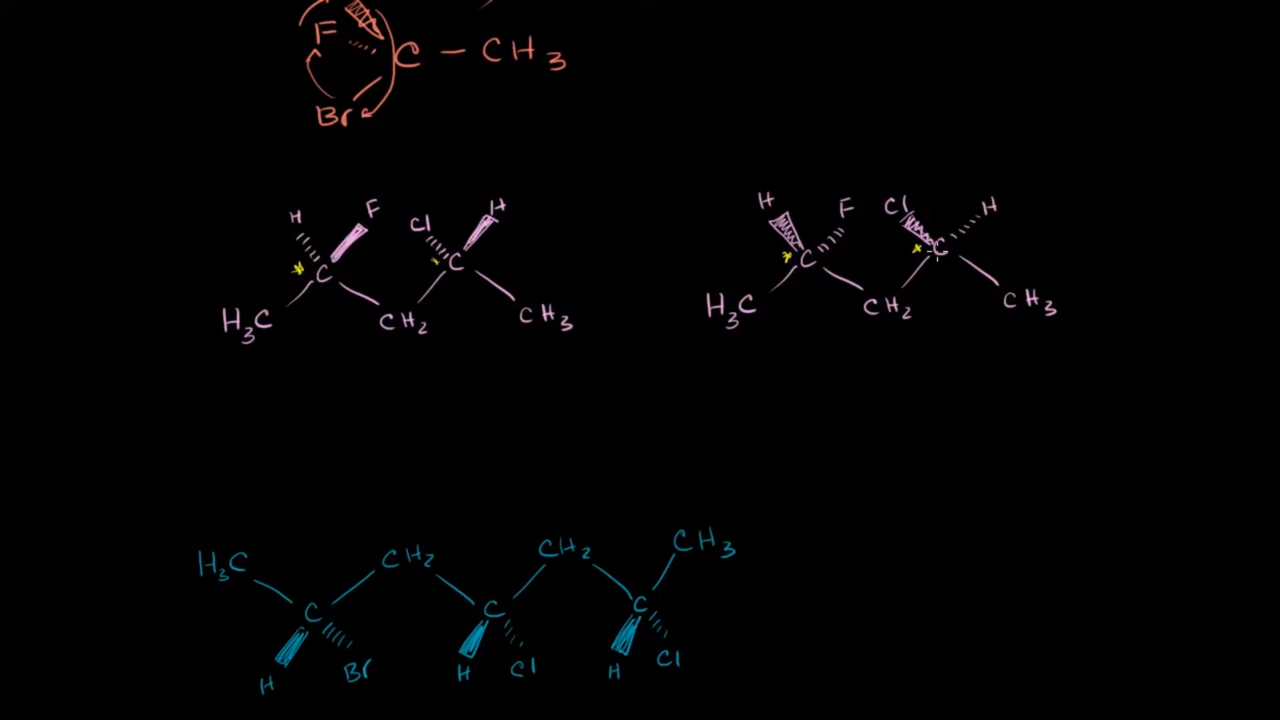 F
C - CH3
Br
H F Cl H
* C * C
H3C CH2 CH3
H F Cl H
* C * C
H3C CH2 CH3
H3C CH2 CH2 CH3
C C C
H Br H Cl H Cl